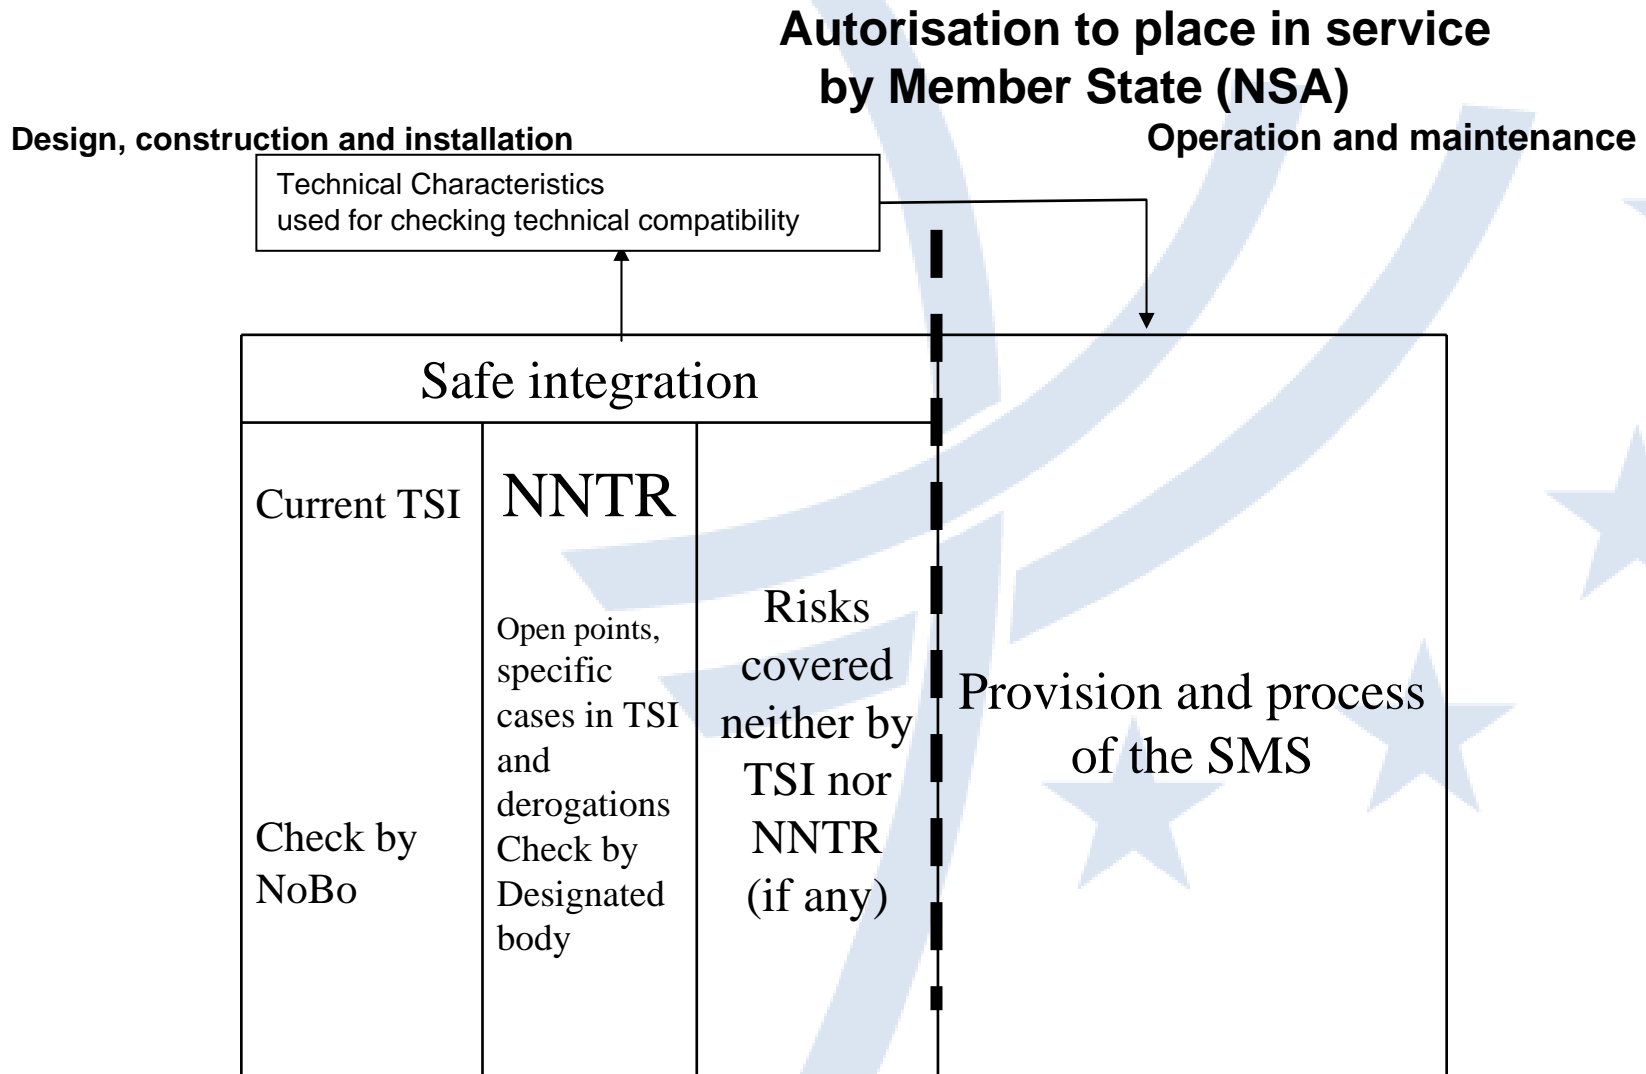 Autorisation to place in service
by Member State (NSA)
Design, construction and installation
Operation and maintenance
Technical Characteristics
used for checking technical compatibility
Safe integration
Current TSI
Check by
NoBo
NNTR
Open points,
specific
cases in TSI
and
derogations
Check by
Designated
body
Risks
covered
neither by
TSI nor
NNTR
(if any)
Provision and process
of the SMS